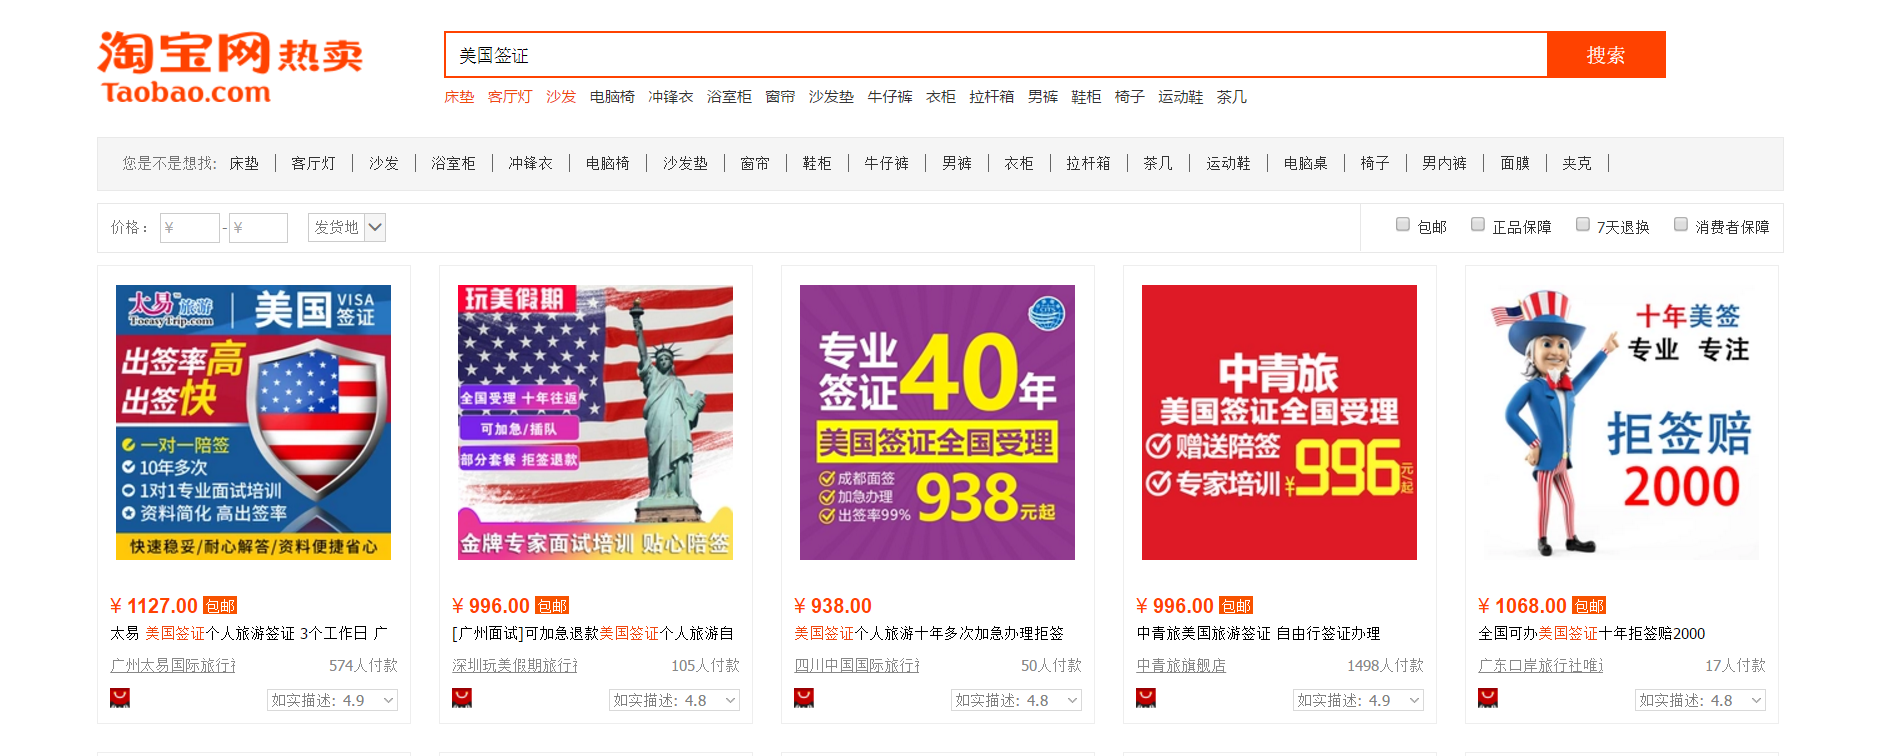 淘宝网热卖
Taobao.com
美国签证
搜索
床垫 客厅灯 沙发 电脑椅 冲锋衣 浴室柜 窗帘 沙发垫 牛仔裤 衣柜 拉杆箱 男裤 鞋柜 椅子 运动鞋 茶几
您是不是想找: 床垫 | 客厅灯 | 沙发 | 浴室柜 | 冲锋衣 | 电脑椅 | 沙发垫 | 窗帘 | 鞋柜 | 牛仔裤 | 男裤 | 衣柜 | 拉杆箱 | 茶几 | 运动鞋 | 电脑桌 | 椅子 | 男内裤 | 面膜 | 夹克 |
价格： ¥ - ¥ 发货地 包邮 正品保障 7天退换 消费者保障
太易旅游 ToeasyTrip.com
美国VISA签证
出签率高
出签快
一对一陪签
10年多次
1对1专业面试培训
资料简化 高出签率
快速稳妥/耐心解答/资料便捷省心
¥ 1127.00 包邮
太易 美国签证个人旅游签证 3个工作日 广
广州太易国际旅行社 574人付款
如实描述: 4.9
玩美假期
全国受理 十年往返
可加急/插队
部分套餐 拒签退款
金牌专家面试培训 贴心陪签
¥ 996.00 包邮
[广州面试]可加急退款美国签证个人旅游自
深圳玩美假期旅行社 105人付款
如实描述: 4.8
专业签证40年
美国签证全国受理
成都面签
加急办理
出签率99%
938元起
¥ 938.00
美国签证个人旅游十年多次加急办理拒签
四川中国国际旅行社 50人付款
如实描述: 4.8
中青旅
美国签证全国受理
赠送陪签
专家培训
¥996元起
¥ 996.00 包邮
中青旅美国旅游签证 自由行签证办理
中青旅旗舰店 1498人付款
如实描述: 4.9
十年美签
专业 专注
拒签赔
2000
¥ 1068.00 包邮
全国可办美国签证十年拒签赔2000
广东口岸旅行社唯 17人付款
如实描述: 4.8